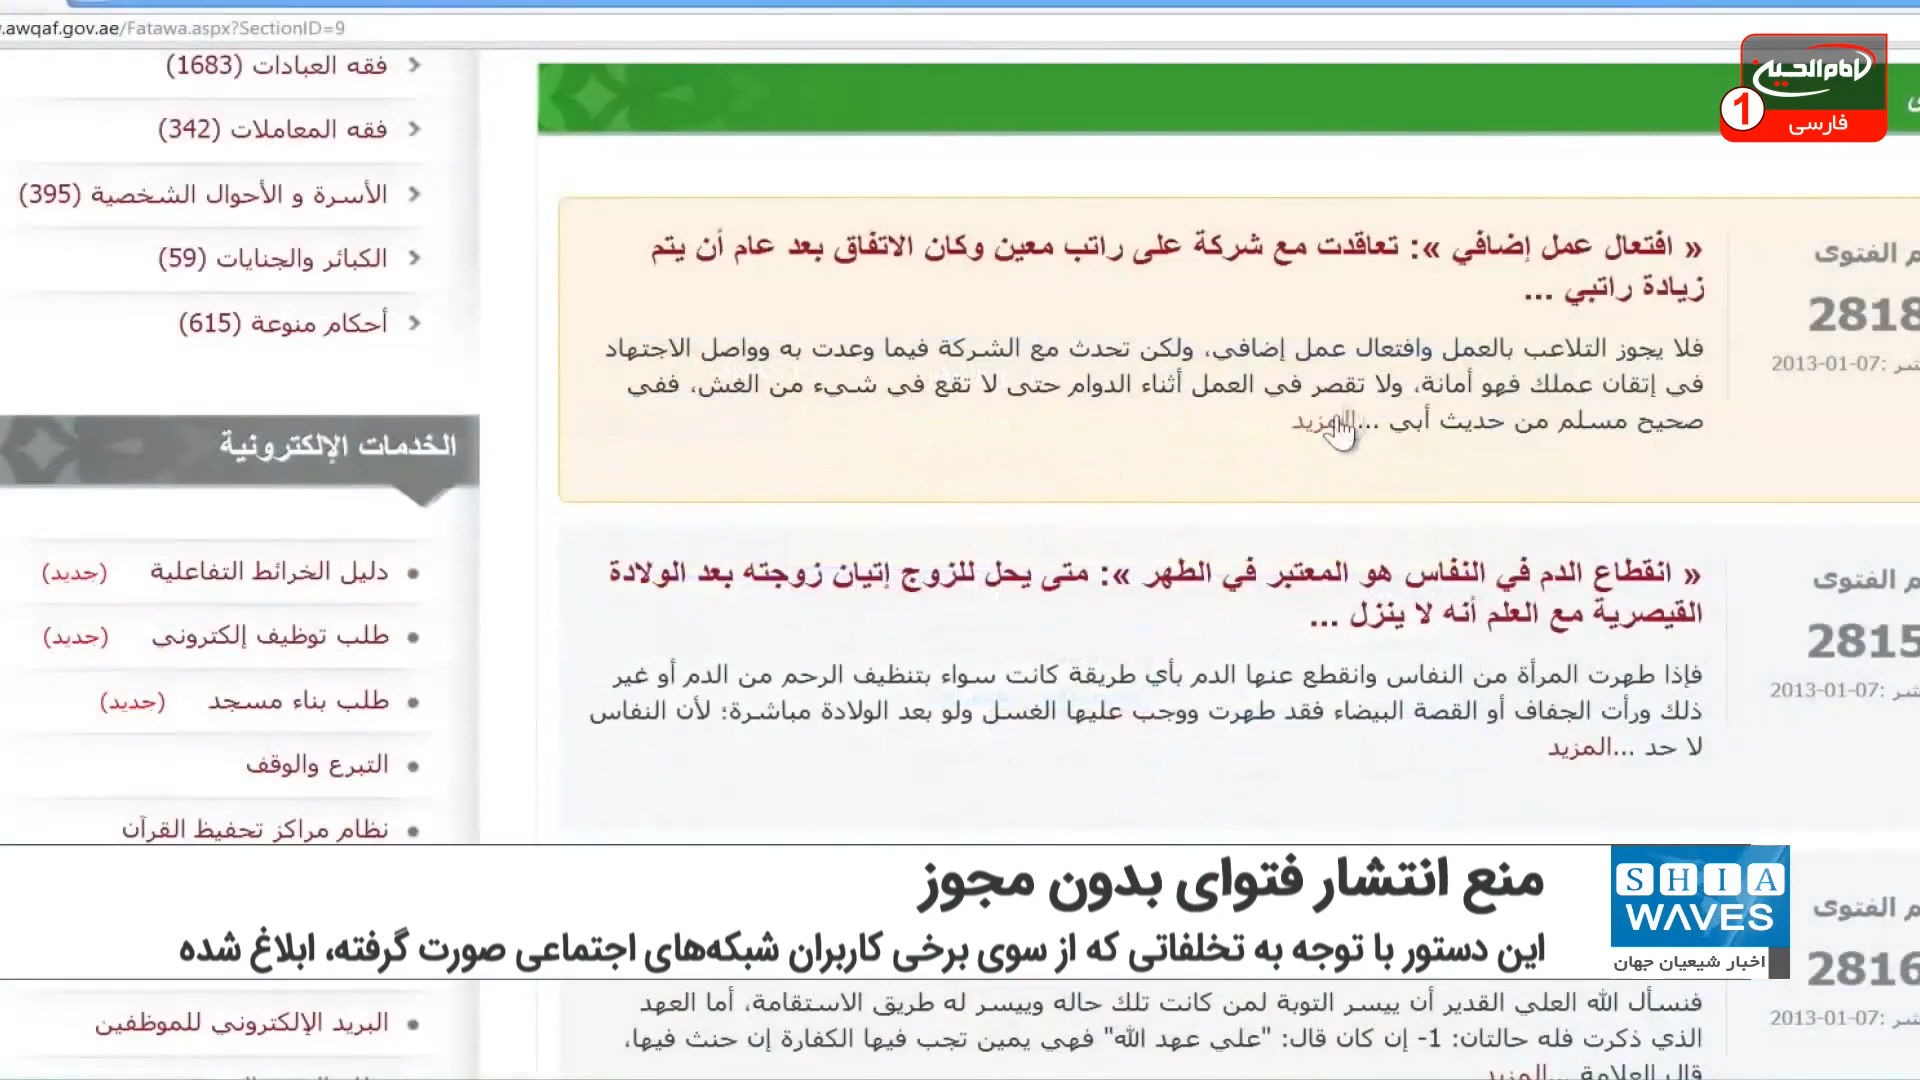 .awqaf.gov.ae/Fatawa.aspx?SectionID=9
امام الحسین
1
فارسی
فقه العبادات (1683)
فقه المعاملات (342)
الأسرة و الأحوال الشخصية (395)
الكبائر والجنايات (59)
أحكام منوعة (615)
الخدمات الإلكترونية
دليل الخرائط التفاعلية (جديد)
طلب توظيف إلكتروني (جديد)
طلب بناء مسجد (جديد)
التبرع والوقف
نظام مراكز تحفيظ القرآن
البريد الإلكتروني للموظفين
الفتوى
2818
2013-01-07:
« افتعال عمل إضافي »: تعاقدت مع شركة على راتب معين وكان الاتفاق بعد عام أن يتم
زيادة راتبي ...
فلا يجوز التلاعب بالعمل وافتعال عمل إضافي، ولكن تحدث مع الشركة فيما وعدت به وواصل الاجتهاد
في إتقان عملك فهو أمانة، ولا تقصر في العمل أثناء الدوام حتى لا تقع في شيء من الغش، ففي
صحيح مسلم من حديث أبي ...المزيد
الفتوى
2815
2013-01-07:
« انقطاع الدم في النفاس هو المعتبر في الطهر »: متى يحل للزوج إتيان زوجته بعد الولادة
القيصرية مع العلم أنه لا ينزل ...
فإذا طهرت المرأة من النفاس وانقطع عنها الدم بأي طريقة كانت سواء بتنظيف الرحم من الدم أو غير
ذلك ورأت الجفاف أو القصة البيضاء فقد طهرت ووجب عليها الغسل ولو بعد الولادة مباشرة؛ لأن النفاس
لا حد ...المزيد
الفتوى
2816
2013-01-07:
منع انتشار فتوای بدون مجوز
این دستور با توجه به تخلفاتی که از سوی برخی کاربران شبکه‌های اجتماعی صورت گرفته، ابلاغ شده
SHIA
WAVES
اخبار شیعیان جهان
فنسأل الله العلي القدير أن ييسر التوبة لمن كانت تلك حاله وييسر له طريق الاستقامة، أما العهد
الذي ذكرت فله حالتان: 1- إن كان قال: "علي عهد الله" فهي يمين تجب فيها الكفارة إن حنث فيها،
قال العلامة ...المزيد